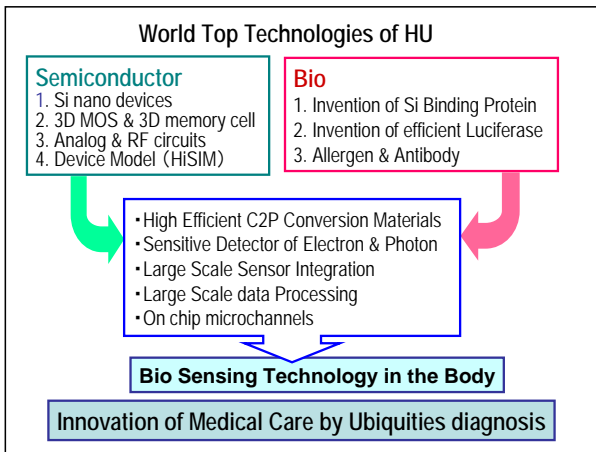 World Top Technologies of HU
Semiconductor
1. Si nano devices
2. 3D MOS & 3D memory cell
3. Analog & RF circuits
4. Device Model（HiSIM）
Bio
1. Invention of Si Binding Protein
2. Invention of efficient Luciferase
3. Allergen & Antibody
・High Efficient C2P Conversion Materials
・Sensitive Detector of Electron & Photon
・Large Scale Sensor Integration
・Large Scale data Processing
・On chip microchannels
Bio Sensing Technology in the Body
Innovation of Medical Care by Ubiquities diagnosis